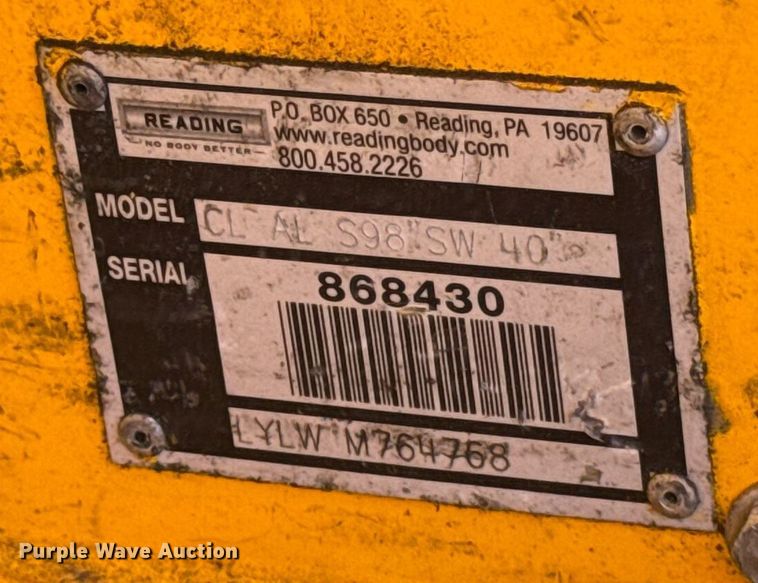 READING
NO BODY BETTER
P.O. BOX 650 • Reading, PA 19607
www.readingbody.com
800.458.2226
MODEL CL AL S98" SW 40"
SERIAL 868430
LYLW M764768
Purple Wave Auction